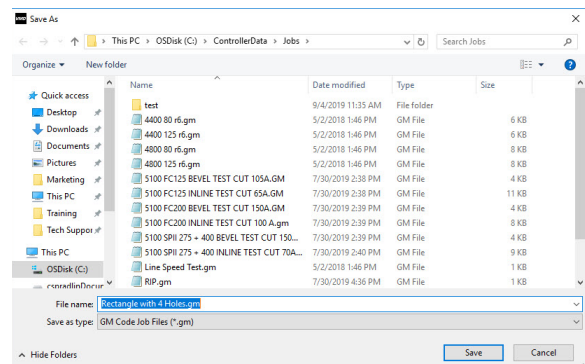 Save As
This PC > OSDisk (C:) > ControllerData > Jobs >
Search Jobs
Organize
New folder
Name
Date modified
Type
Size
Quick access
Desktop
Downloads
Documents
Pictures
Marketing
This PC
Training
Tech Suppor
This PC
OSDisk (C:)
cspradlinDocur
test 9/4/2019 11:35 AM File folder
4400 80 r6.gm 5/2/2018 1:46 PM GM File 6 KB
4400 125 r6.gm 5/2/2018 1:46 PM GM File 6 KB
4800 80 r6.gm 5/2/2018 1:46 PM GM File 8 KB
4800 125 r6.gm 5/2/2018 1:46 PM GM File 8 KB
5100 FC125 BEVEL TEST CUT 105A.GM 7/30/2019 2:38 PM GM File 4 KB
5100 FC125 INLINE TEST CUT 65A.GM 7/30/2019 2:38 PM GM File 11 KB
5100 FC200 BEVEL TEST CUT 150A.GM 7/30/2019 2:39 PM GM File 4 KB
5100 FC200 INLINE TEST CUT 100 A.gm 7/30/2019 2:39 PM GM File 8 KB
5100 SPII 275 + 400 BEVEL TEST CUT 150... 7/30/2019 2:39 PM GM File 4 KB
5100 SPII 275 + 400 INLINE TEST CUT 70A... 7/30/2019 2:40 PM GM File 9 KB
Line Speed Test.gm 5/2/2018 1:46 PM GM File 1 KB
RIP.gm 7/30/2019 4:36 PM GM File 1 KB
File name: Rectangle with 4 Holes.gm
Save as type: GM Code Job Files (*.gm)
Hide Folders
Save
Cancel